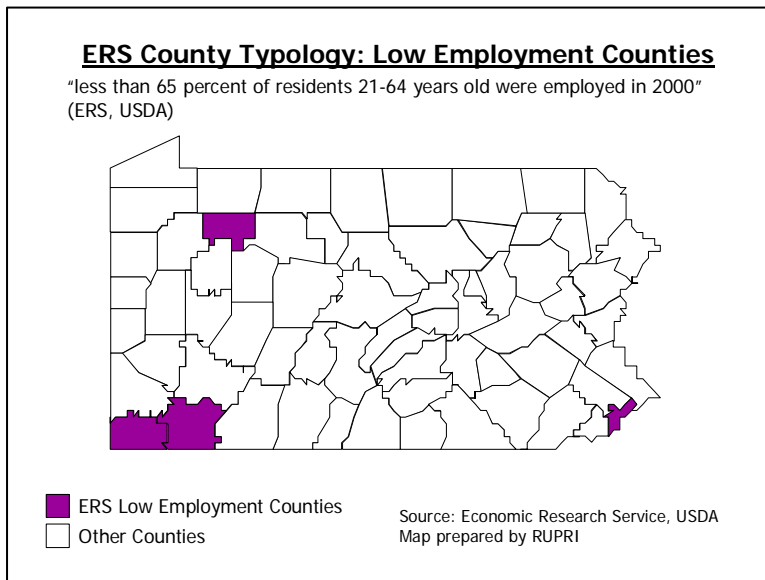 ERS County Typology: Low Employment Counties
“less than 65 percent of residents 21-64 years old were employed in 2000”
(ERS, USDA)
ERS Low Employment Counties
Other Counties
Source: Economic Research Service, USDA
Map prepared by RUPRI